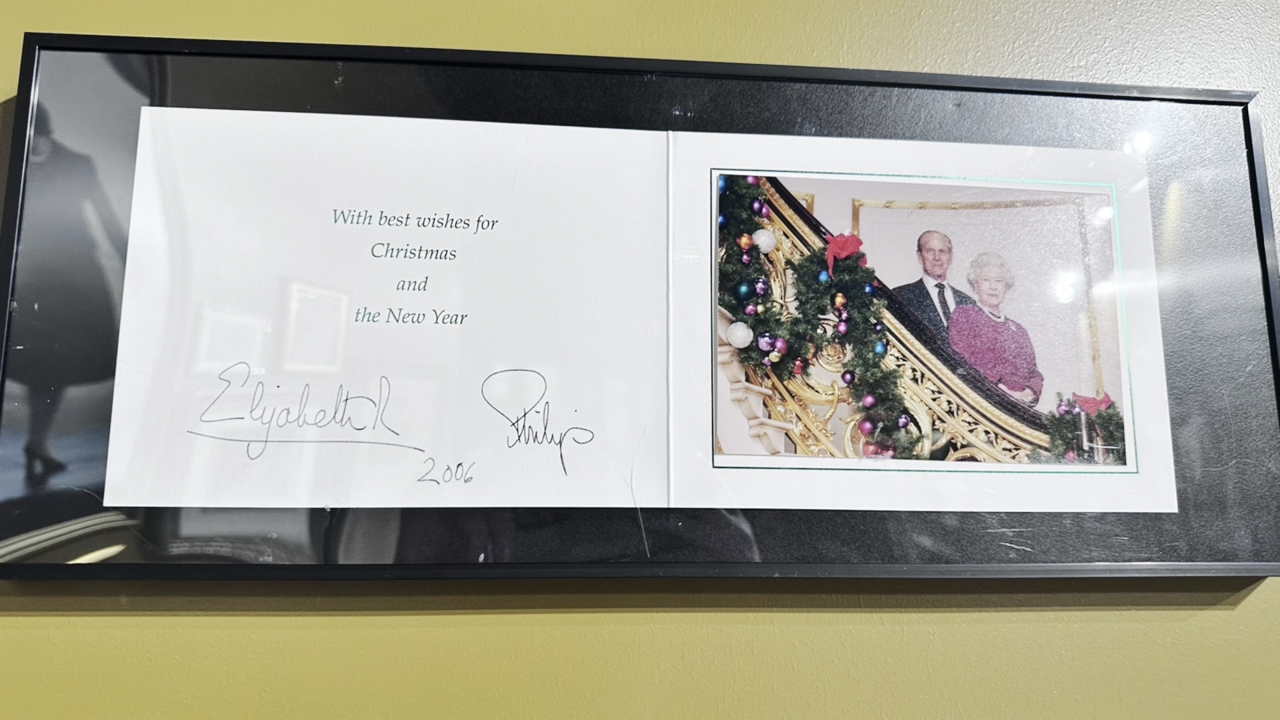 With best wishes for
Christmas
and
the New Year
Elizabeth R
Philip
2006